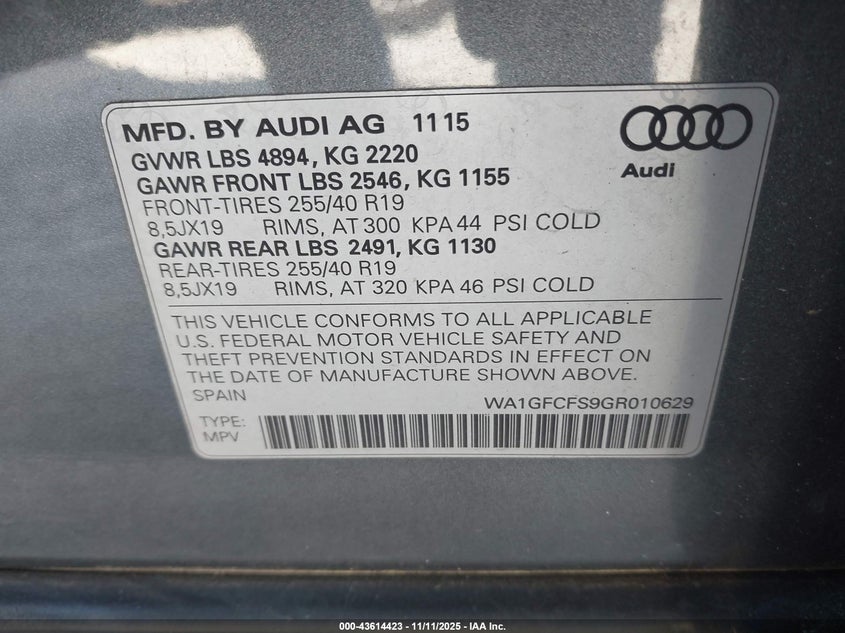 MFD. BY AUDI AG 1115
GVWR LBS 4894, KG 2220
GAWR FRONT LBS 2546, KG 1155
FRONT-TIRES 255/40 R19
8,5JX19 RIMS, AT 300 KPA 44 PSI COLD
GAWR REAR LBS 2491, KG 1130
REAR-TIRES 255/40 R19
8,5JX19 RIMS, AT 320 KPA 46 PSI COLD
Audi
THIS VEHICLE CONFORMS TO ALL APPLICABLE
U.S. FEDERAL MOTOR VEHICLE SAFETY AND
THEFT PREVENTION STANDARDS IN EFFECT ON
THE DATE OF MANUFACTURE SHOWN ABOVE.
SPAIN WA1GFCFS9GR010629
TYPE:
MPV
000-43614423 - 11/11/2025 - IAA Inc.